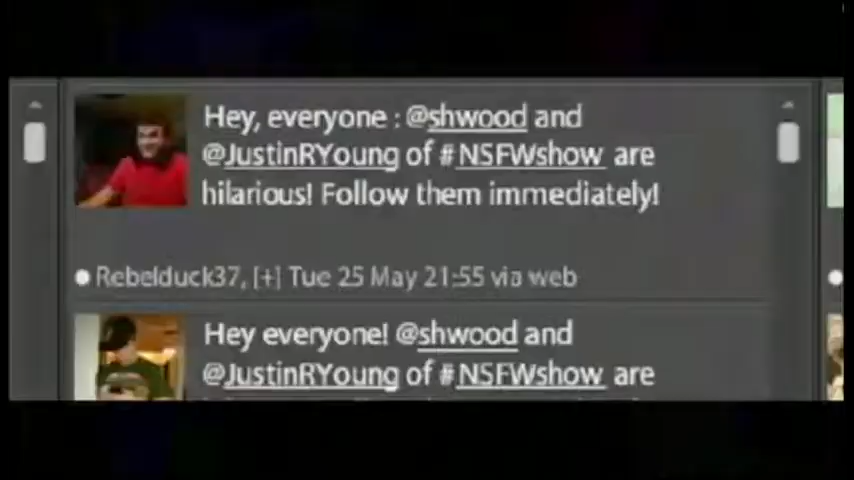 Hey, everyone : @shwood and
@JustinRYoung of #NSFWshow are
hilarious! Follow them immediately!
Rebelduck37, [+] Tue 25 May 21:55 via web
Hey everyone! @shwood and
@JustinRYoung of #NSFWshow are